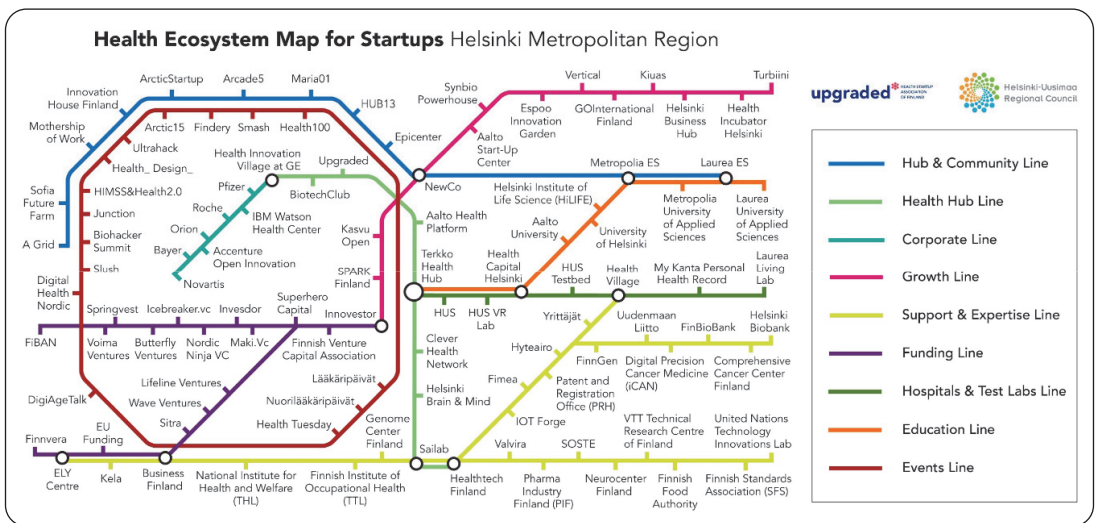 Health Ecosystem Map for Startups Helsinki Metropolitan Region
ArcticStartup
Arcade5
Maria01
Innovation
House Finland
HUB13
Mothership
of Work
Epicenter
Sofia
Future
Farm
A Grid
NewCo
Metropolia ES
Laurea ES
Arctic15
Findery
Smash
Health100
Ultrahack
Health_ Design_
HIMSS&Health2.0
Junction
Biohacker
Summit
Slush
Digital
Health
Nordic
DigiAgeTalk
Lääkäripäivät
Nuorilääkäripäivät
Health Tuesday
Health Innovation
Village at GE
Upgraded
BiotechClub
Aalto Health
Platform
Terkko
Health
Hub
Clever
Health
Network
Helsinki
Brain & Mind
Sailab
Pfizer
Roche
IBM Watson
Health Center
Orion
Accenture
Open Innovation
Bayer
Novartis
Synbio
Powerhouse
Vertical
Kiuas
Turbiini
Aalto
Start-Up
Center
Espoo
Innovation
Garden
GOInternational
Finland
Helsinki
Business
Hub
Health
Incubator
Helsinki
Kasvu
Open
SPARK
Finland
Innovestor
Helsinki Institute of
Life Science (HiLIFE)
Aalto
University
University
of Helsinki
Metropolia
University
of Applied
Sciences
Laurea
University
of Applied
Sciences
Health
Capital
Helsinki
HUS
HUS VR
Lab
HUS
Testbed
Health
Village
My Kanta Personal
Health Record
Laurea
Living
Lab
FiBAN
Springvest
Voima
Ventures
Icebreaker.vc
Butterfly
Ventures
Nordic
Ninja VC
Invesdor
Maki.Vc
Superhero
Capital
Finnish Venture
Capital Association
Lifeline Ventures
Wave Ventures
Sitra
Finnvera
EU
Funding
ELY
Centre
Kela
Business
Finland
National Institute for
Health and Welfare
(THL)
Finnish Institute of
Occupational Health
(TTL)
Genome
Center
Finland
Healthtech
Finland
Valvira
Pharma
Industry
Finland (PIF)
SOSTE
Neurocenter
Finland
VTT Technical
Research Centre
of Finland
Finnish
Food
Authority
United Nations
Technology
Innovations Lab
Finnish Standards
Association (SFS)
Yrittäjät
Hyteairo
Fimea
Patent and
Registration
Office (PRH)
IOT Forge
Uudenmaan
Liitto
FinnGen
FinBioBank
Digital Precision
Cancer Medicine
(iCAN)
Helsinki
Biobank
Comprehensive
Cancer Center
Finland
upgraded
HEALTH STARTUP
ASSOCIATION
OF FINLAND
Helsinki-Uusimaa
Regional Council
Hub & Community Line
Health Hub Line
Corporate Line
Growth Line
Support & Expertise Line
Funding Line
Hospitals & Test Labs Line
Education Line
Events Line